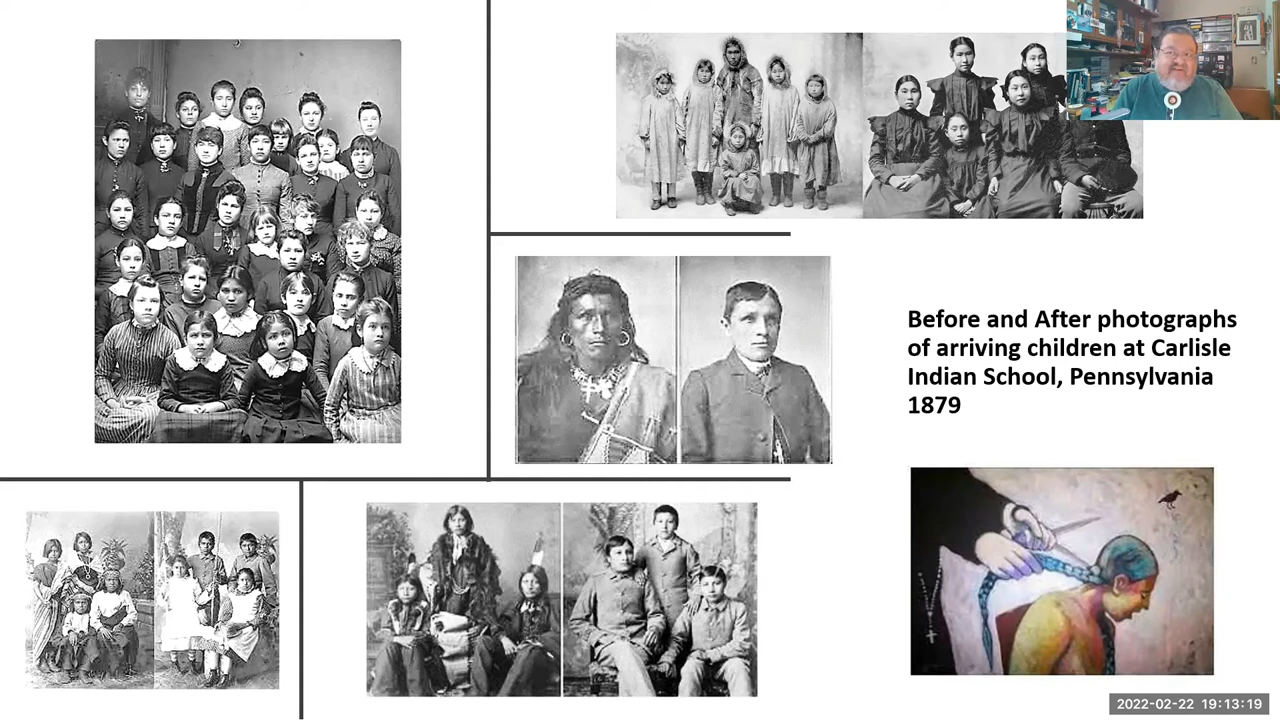 Before and After photographs
of arriving children at Carlisle
Indian School, Pennsylvania
1879
2022-02-22 19:13:19